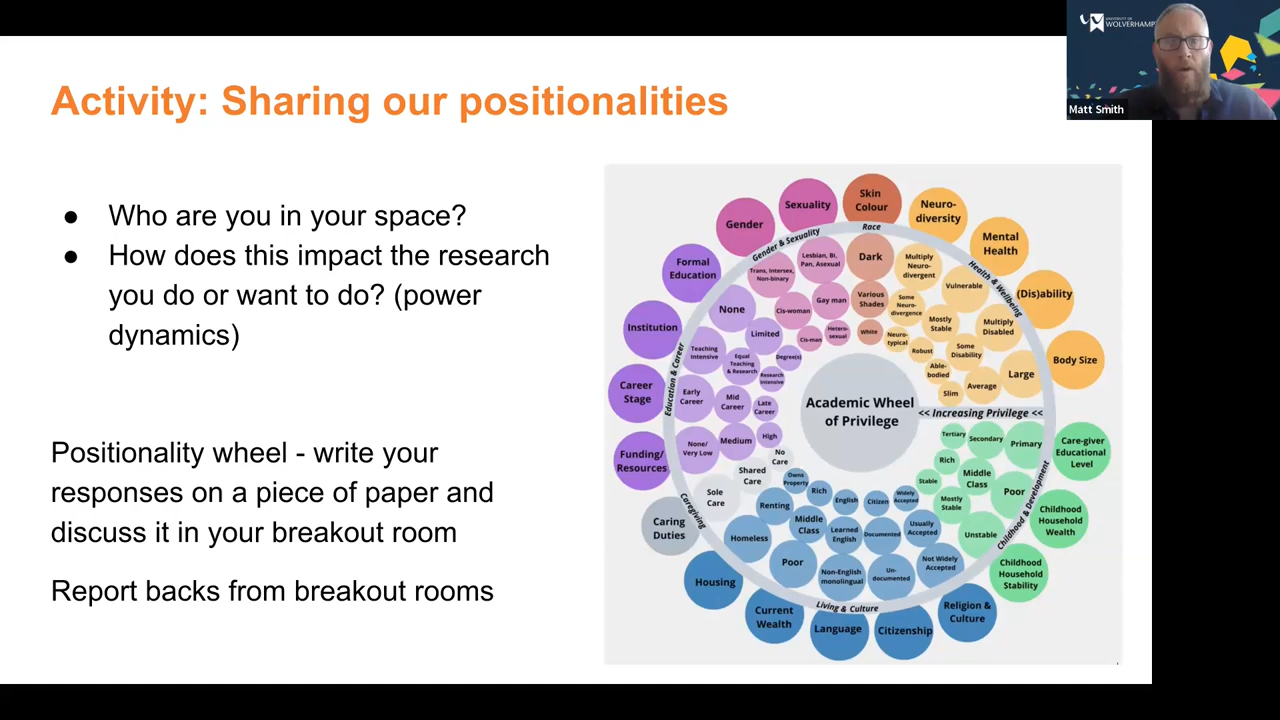 UNIVERSITY OF
WOLVERHAMPT
Matt Smith
Activity: Sharing our positionalities
● Who are you in your space?
● How does this impact the research
you do or want to do? (power
dynamics)
Positionality wheel - write your
responses on a piece of paper and
discuss it in your breakout room
Report backs from breakout rooms
Academic Wheel
of Privilege
<< Increasing Privilege <<
Race
Skin
Colour
Dark
Various
Shades
White
Health & Wellbeing
Neuro-
diversity
Multiply
Neuro-
divergent
Some
Neuro-
divergence
Neuro-
typical
Mental
Health
Vulnerable
Mostly
Stable
Robust
(Dis)ability
Multiply
Disabled
Some
Disability
Able-
bodied
Body Size
Large
Average
Slim
Childhood & Development
Care-giver
Educational
Level
Primary
Secondary
Tertiary
Childhood
Household
Wealth
Poor
Middle
Class
Rich
Childhood
Household
Stability
Unstable
Mostly
Stable
Stable
Living & Culture
Religion &
Culture
Not Widely
Accepted
Usually
Accepted
Widely
Accepted
Citizenship
Un-
documented
Documented
Citizen
Language
Non-English
monolingual
Learned
English
English
Current
Wealth
Poor
Middle
Class
Rich
Housing
Homeless
Renting
Owns
Property
Caregiving
Caring
Duties
Sole
Care
Shared
Care
No
Care
Education & Career
Funding/
Resources
None/
Very Low
Medium
High
Career
Stage
Early
Career
Mid
Career
Late
Career
Institution
Teaching
Intensive
Equal
Teaching
& Research
Research
Intensive
Formal
Education
None
Limited
Degree(s)
Gender & Sexuality
Gender
Trans, Intersex,
Non-binary
Cis-woman
Cis-man
Sexuality
Lesbian, Bi,
Pan, Asexual
Gay man
Hetero-
sexual